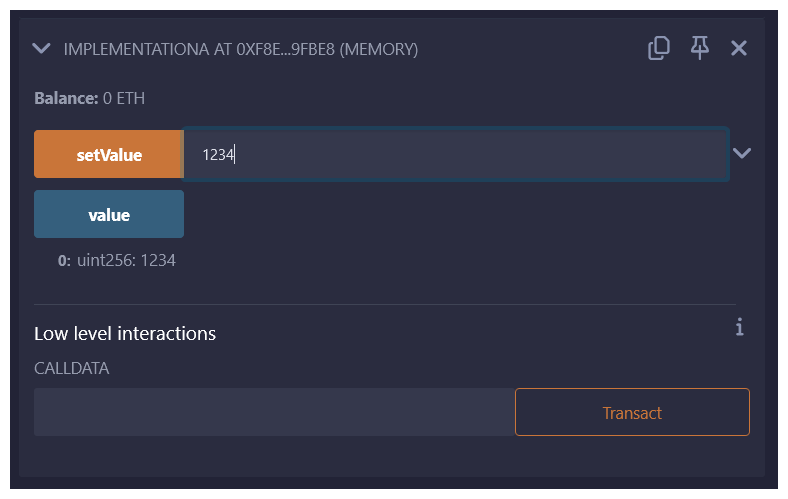 IMPLEMENTATIONA AT 0XF8E...9FBE8 (MEMORY)
Balance: 0 ETH
setValue 1234
value
0: uint256: 1234
Low level interactions
CALLDATA
Transact